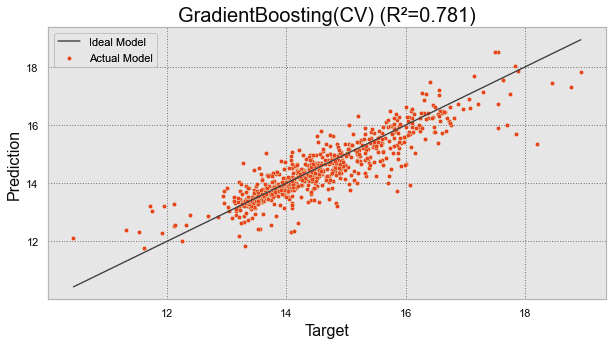 GradientBoosting(CV) (R²=0.781)
Ideal Model
Actual Model
Prediction
18
16
14
12
12 14 16 18
Target